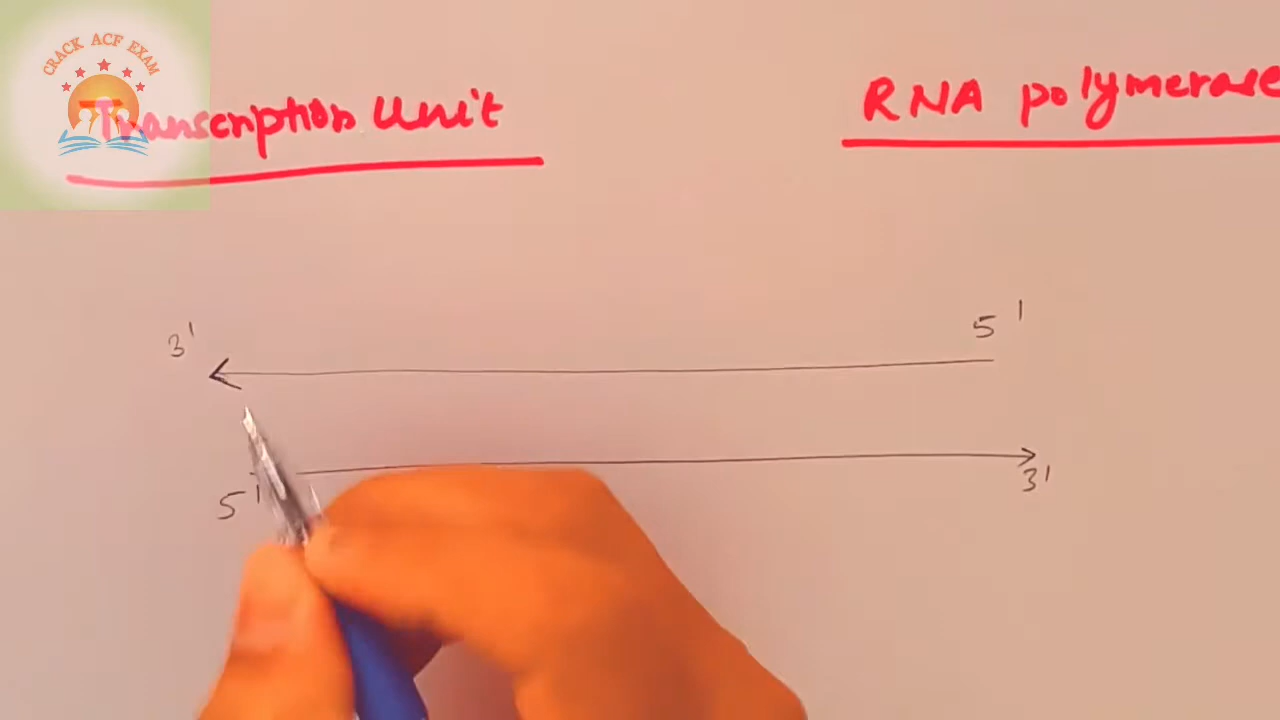 CRACK ACF EXAM
Transcription Unit
RNA polymerase
3'
5'
5'
3'